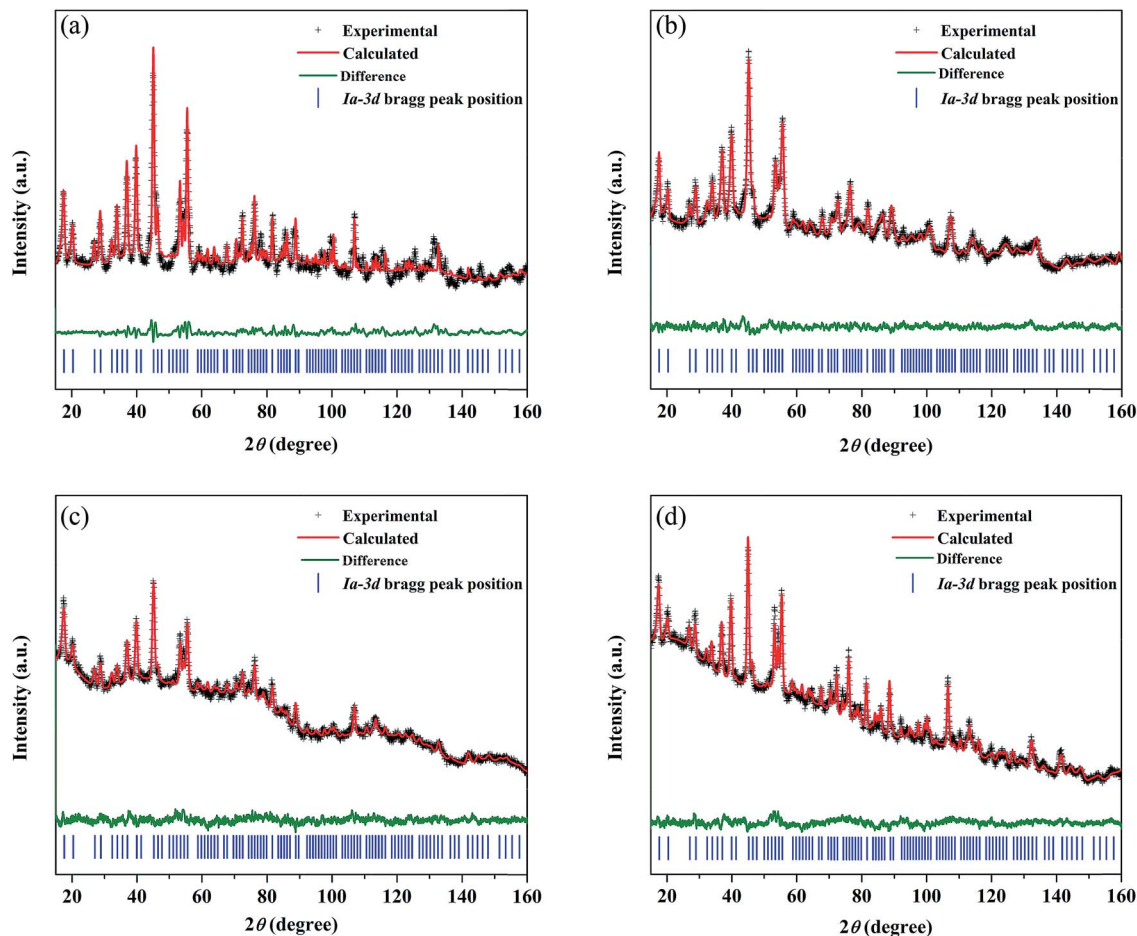 (a)
Experimental
Calculated
Difference
Ia-3d bragg peak position
Intensity (a.u.)
20 40 60 80 100 120 140 160
2θ (degree)
(b)
Experimental
Calculated
Difference
Ia-3d bragg peak position
Intensity (a.u.)
20 40 60 80 100 120 140 160
2θ (degree)
(c)
Experimental
Calculated
Difference
Ia-3d bragg peak position
Intensity (a.u.)
20 40 60 80 100 120 140 160
2θ (degree)
(d)
Experimental
Calculated
Difference
Ia-3d bragg peak position
Intensity (a.u.)
20 40 60 80 100 120 140 160
2θ (degree)